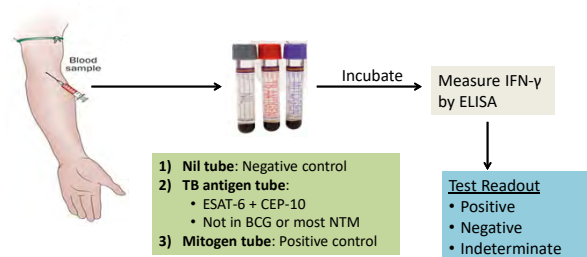 Blood
sample
Incubate
Measure IFN-γ
by ELISA
1) Nil tube: Negative control
2) TB antigen tube:
• ESAT-6 + CEP-10
• Not in BCG or most NTM
3) Mitogen tube: Positive control
Test Readout
• Positive
• Negative
• Indeterminate